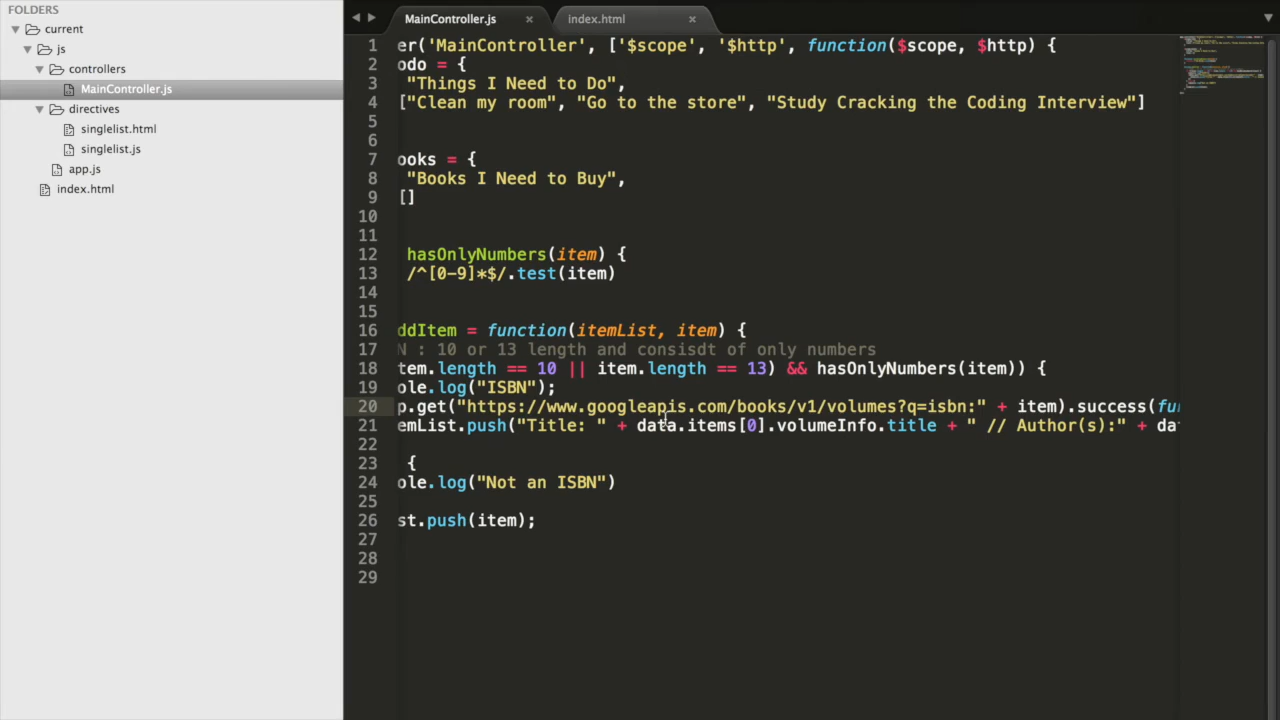 FOLDERS
current
js
controllers
MainController.js
directives
singlelist.html
singlelist.js
app.js
index.html
MainController.js
index.html
1 er('MainController', ['$scope', '$http', function($scope, $http) {
2 odo = {
3 "Things I Need to Do",
4 ["Clean my room", "Go to the store", "Study Cracking the Coding Interview"]
5
6
7 ooks = {
8 "Books I Need to Buy",
9 []
10
11
12 hasOnlyNumbers(item) {
13 /^[0-9]*$/.test(item)
14
15
16 ddItem = function(itemList, item) {
17 N : 10 or 13 length and consisdt of only numbers
18 tem.length == 10 || item.length == 13) && hasOnlyNumbers(item)) {
19 ole.log("ISBN");
20 p.get("https://www.googleapis.com/books/v1/volumes?q=isbn:" + item).success(fu
21 emList.push("Title: " + data.items[0].volumeInfo.title + " // Author(s):" + da
22
23 {
24 ole.log("Not an ISBN")
25
26 st.push(item);
27
28
29